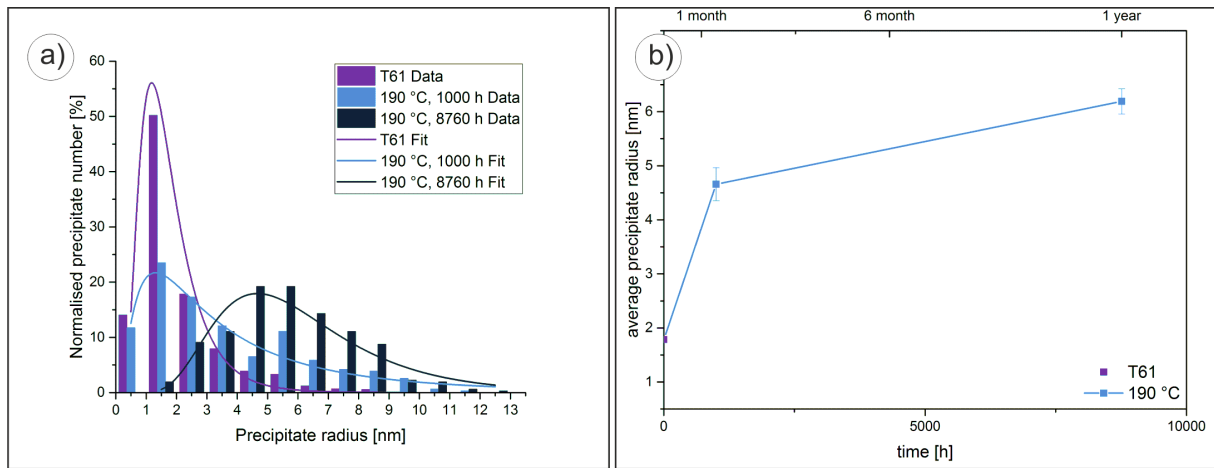 a)
Normalised precipitate number [%]
60
50
40
30
20
10
0
T61 Data
190 °C, 1000 h Data
190 °C, 8760 h Data
T61 Fit
190 °C, 1000 h Fit
190 °C, 8760 h Fit
0 1 2 3 4 5 6 7 8 9 10 11 12 13
Precipitate radius [nm]
b)
1 month 6 month 1 year
average precipitate radius [nm]
6
5
4
3
2
1
T61
190 °C
0 5000 10000
time [h]